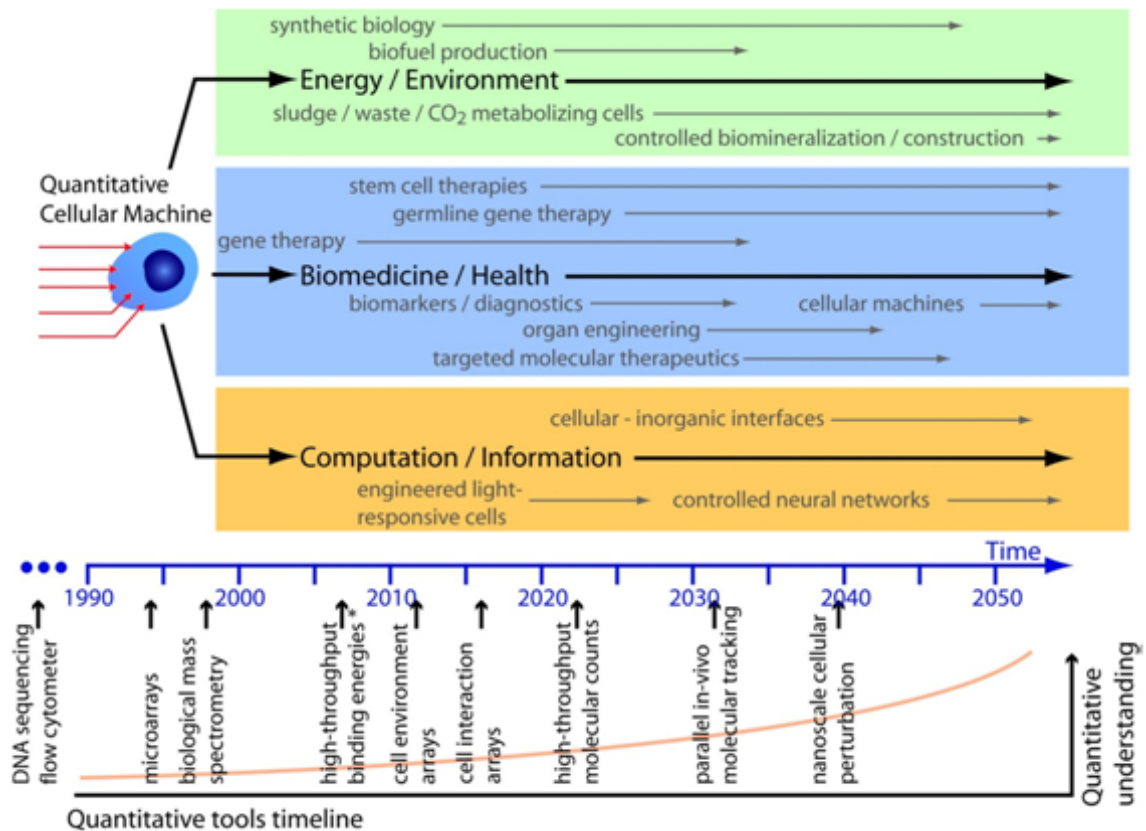 synthetic biology
biofuel production
Energy / Environment
sludge / waste / CO₂ metabolizing cells
controlled biomineralization / construction
Quantitative
Cellular Machine
stem cell therapies
germline gene therapy
gene therapy
Biomedicine / Health
biomarkers / diagnostics
cellular machines
organ engineering
targeted molecular therapeutics
cellular - inorganic interfaces
Computation / Information
engineered light-
responsive cells
controlled neural networks
Time
1990 2000 2010 2020 2030 2040 2050
DNA sequencing
flow cytometer
microarrays
biological mass
spectrometry
high-throughput
binding energies*
cell environment
arrays
cell interaction
arrays
high-throughput
molecular counts
parallel in-vivo
molecular tracking
nanoscale cellular
perturbation
Quantitative
understanding
Quantitative tools timeline